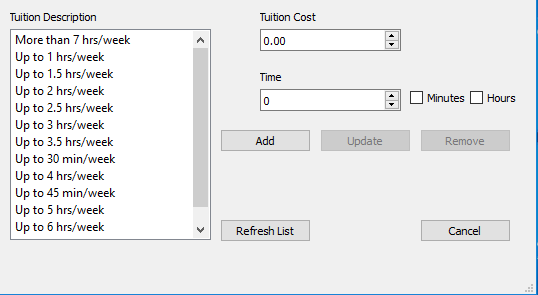 Tuition Description
More than 7 hrs/week
Up to 1 hrs/week
Up to 1.5 hrs/week
Up to 2 hrs/week
Up to 2.5 hrs/week
Up to 3 hrs/week
Up to 3.5 hrs/week
Up to 30 min/week
Up to 4 hrs/week
Up to 45 min/week
Up to 5 hrs/week
Up to 6 hrs/week
Tuition Cost
0.00
Time
0
Minutes
Hours
Add
Update
Remove
Refresh List
Cancel